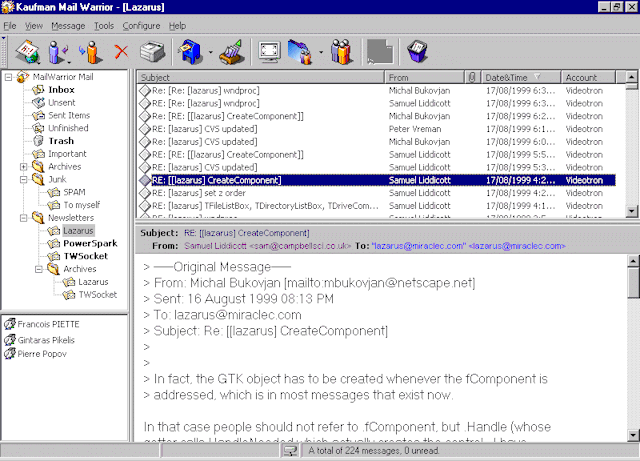 Kaufman Mail Warrior - [Lazarus]
File View Message Tools Configure Help
MailWarrior Mail
Inbox
Unsent
Sent Items
Unfinished
Trash
Important
Archives
Junk
SPAM
To myself
Newsletters
Lazarus
PowerSpark
TWSocket
Archives
Lazarus
TWSocket
Francois PIETTE
Gintaras Pikelis
Pierre Popov
Subject From Date&Time Account
Re: [Re: [lazarus] wndproc] Michal Bukovjan 17/08/1999 6:3... Videotron
Re: [Re: [lazarus] wndproc] Samuel Liddicott 17/08/1999 6:3... Videotron
RE: [[lazarus] CreateComponent]] Michal Bukovjan 17/08/1999 6:2... Videotron
RE: [lazarus] CVS updated] Peter Vreman 17/08/1999 6:1... Videotron
RE: [lazarus] CVS updated] Michal Bukovjan 17/08/1999 6:0... Videotron
RE: [[lazarus] CreateComponent]] Samuel Liddicott 17/08/1999 5:5... Videotron
RE: [lazarus] CVS updated] Samuel Liddicott 17/08/1999 5:3... Videotron
RE: [[lazarus] CreateComponent] Samuel Liddicott 17/08/1999 4:2... Videotron
RE: [lazarus] set z order Samuel Liddicott 17/08/1999 4:2... Videotron
RE: [lazarus] TFileListBox, TDirectoryListBox, TDriveCom... Samuel Liddicott 17/08/1999 4:2... Videotron
Subject: RE: [[lazarus] CreateComponent]
From: Samuel Liddicott <sam@campbellsci.co.uk> To: "lazarus@miraclec.com" <lazarus@miraclec.com>
> -----Original Message-----
> From: Michal Bukovjan [mailto:mbukovjan@netscape.net]
> Sent: 16 August 1999 08:13 PM
> To: lazarus@miraclec.com
> Subject: Re: [[lazarus] CreateComponent]
>
>
> In fact, the GTK object has to be created whenever the fComponent is
> addressed, which is in most messages that exist now.
In that case people should not refer to .fComponent, but .Handle (whose
getter calls HandleNeeded which actually creates the control. I have
A total of 224 messages, 0 unread.